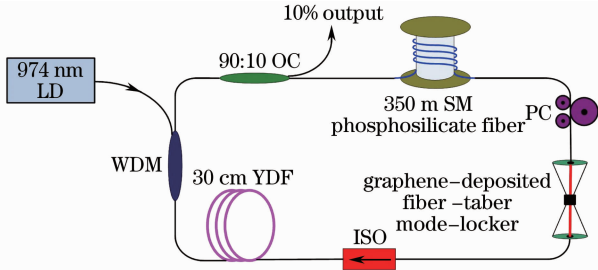 10% output
974 nm
LD
90:10 OC
350 m SM
phosphosilicate fiber
PC
WDM
30 cm YDF
graphene-deposited
fiber -taber
mode-locker
ISO